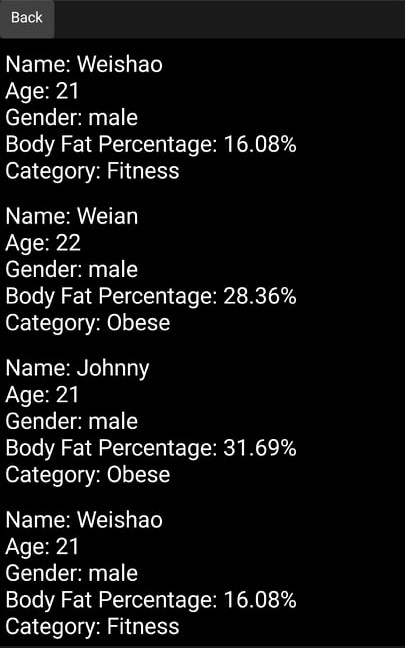 Back
Name: Weishao
Age: 21
Gender: male
Body Fat Percentage: 16.08%
Category: Fitness
Name: Weian
Age: 22
Gender: male
Body Fat Percentage: 28.36%
Category: Obese
Name: Johnny
Age: 21
Gender: male
Body Fat Percentage: 31.69%
Category: Obese
Name: Weishao
Age: 21
Gender: male
Body Fat Percentage: 16.08%
Category: Fitness